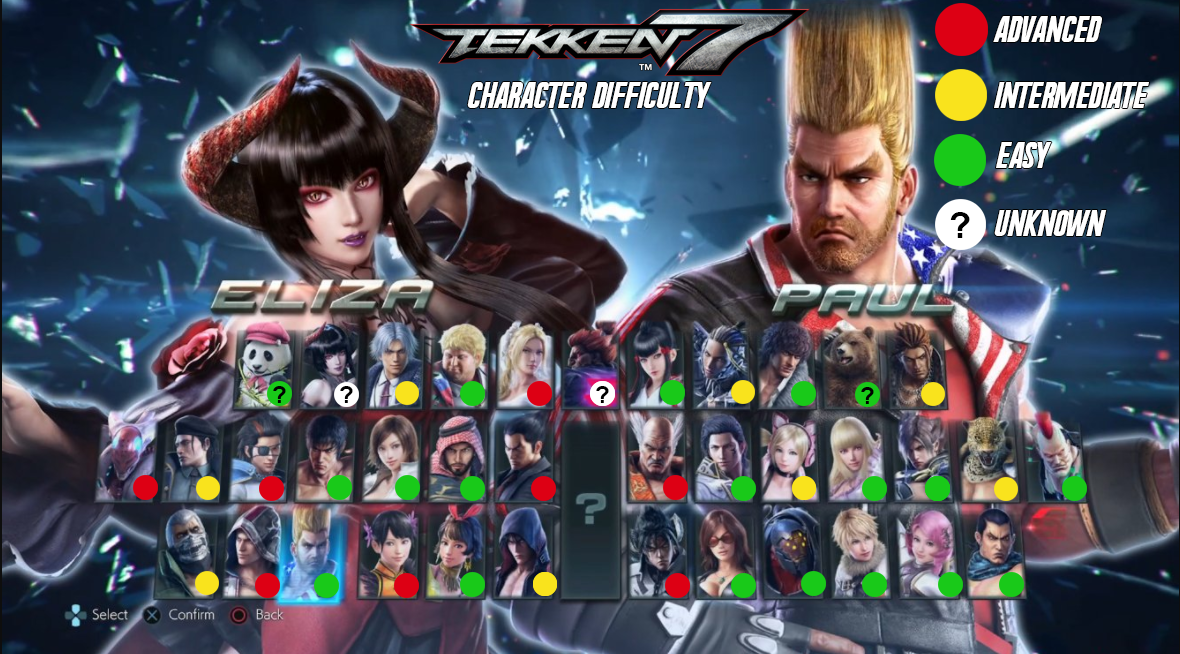 TEKKEN 7
TM
CHARACTER DIFFICULTY
ADVANCED
INTERMEDIATE
EASY
?
UNKNOWN
ELIZA
PAUL
?
?
?
?
?
Select
Confirm
Back